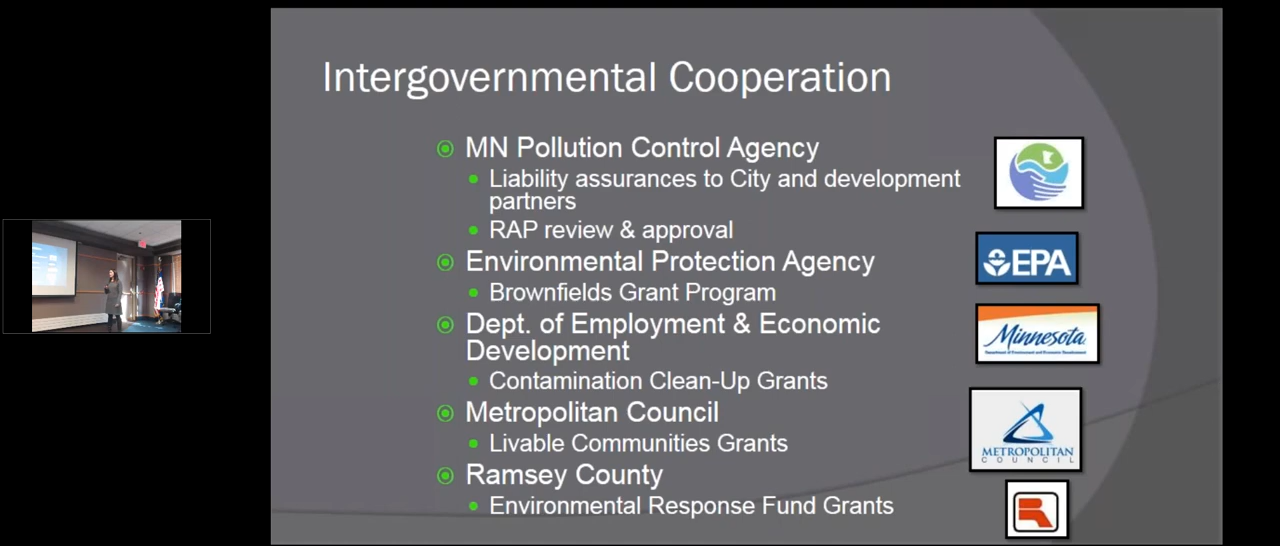 Intergovernmental Cooperation
MN Pollution Control Agency
Liability assurances to City and development
partners
RAP review & approval
Environmental Protection Agency
Brownfields Grant Program
Dept. of Employment & Economic
Development
Contamination Clean-Up Grants
Metropolitan Council
Livable Communities Grants
Ramsey County
Environmental Response Fund Grants
EPA
Minnesota
METROPOLITAN
COUNCIL